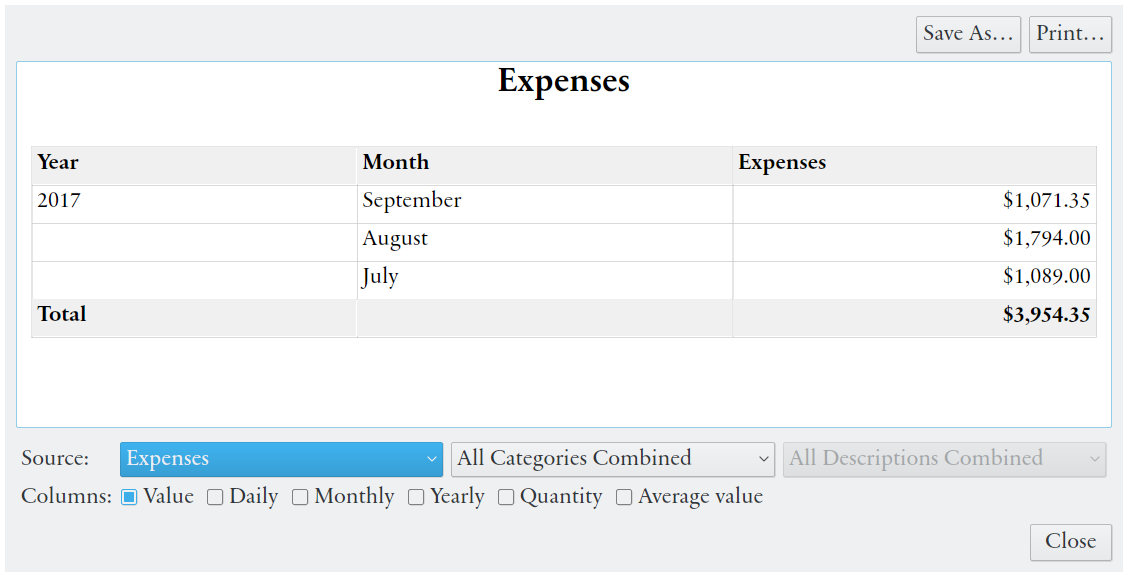 Save As... Print...
Expenses
Year Month Expenses
2017 September $1,071.35
August $1,794.00
July $1,089.00
Total $3,954.35
Source: Expenses All Categories Combined All Descriptions Combined
Columns: Value Daily Monthly Yearly Quantity Average value
Close